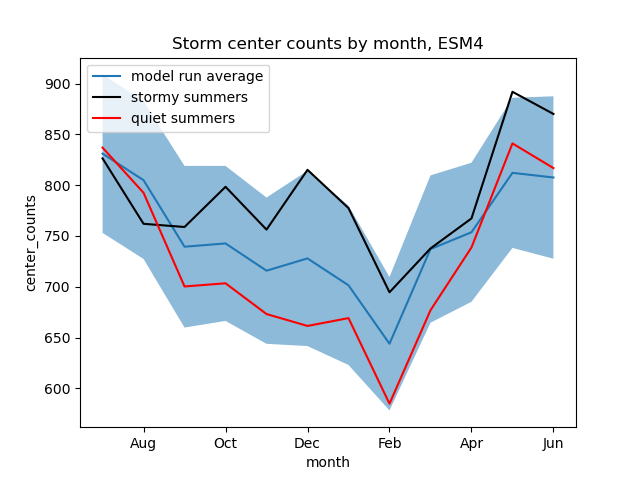 Storm center counts by month, ESM4
model run average
stormy summers
quiet summers
900
850
800
750
700
650
600
center_counts
Aug Oct Dec Feb Apr Jun
month